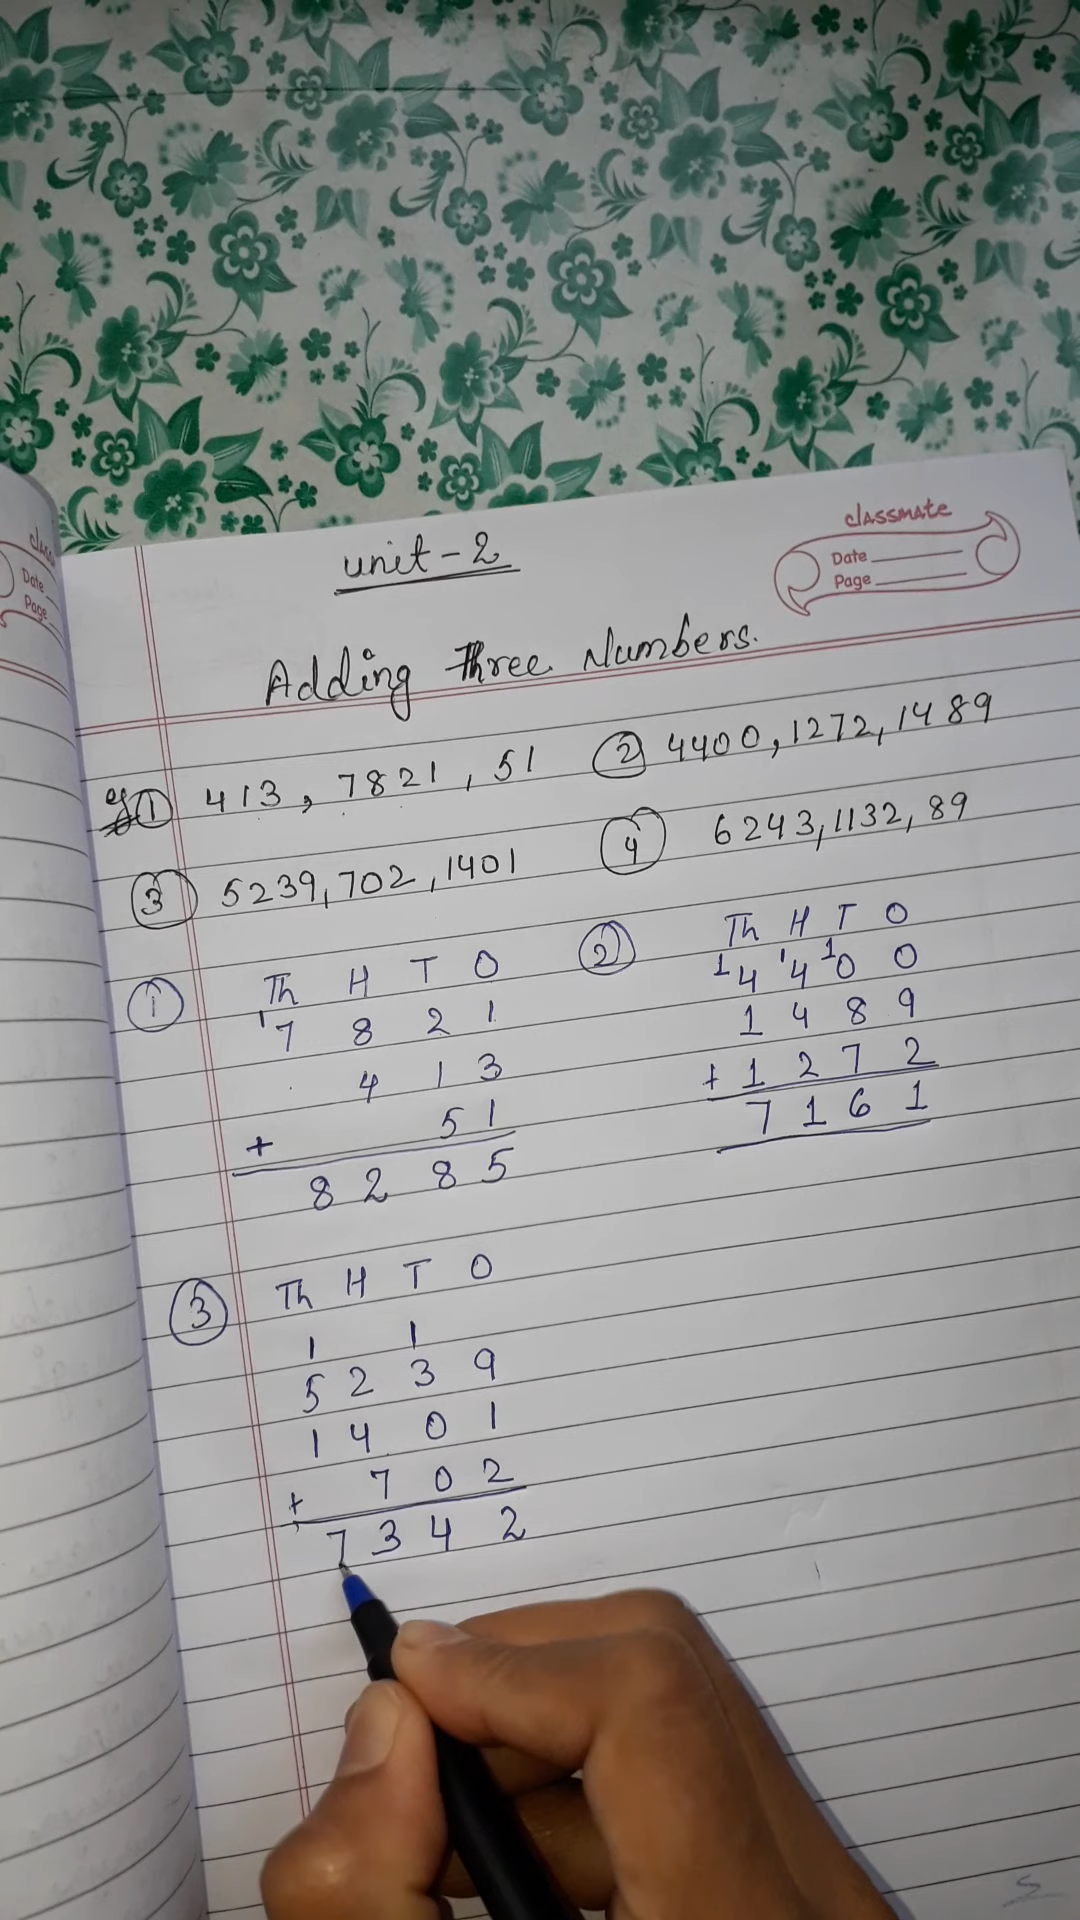 unit-2
classmate
Date
Page
Adding Three Numbers.
eg ① 413, 7821, 51 ② 4400, 1272, 1489
③ 5239, 702, 1401 ④ 6243, 1132, 89
① Th H T O
1 7 8 2 1
4 1 3
+ 5 1
8 2 8 5
② Th H T O
1 4 1 4 1 0 0
1 4 8 9
+ 1 2 7 2
7 1 6 1
③ Th H T O
1 1
5 2 3 9
1 4 0 1
+ 7 0 2
7 3 4 2
Date
Page